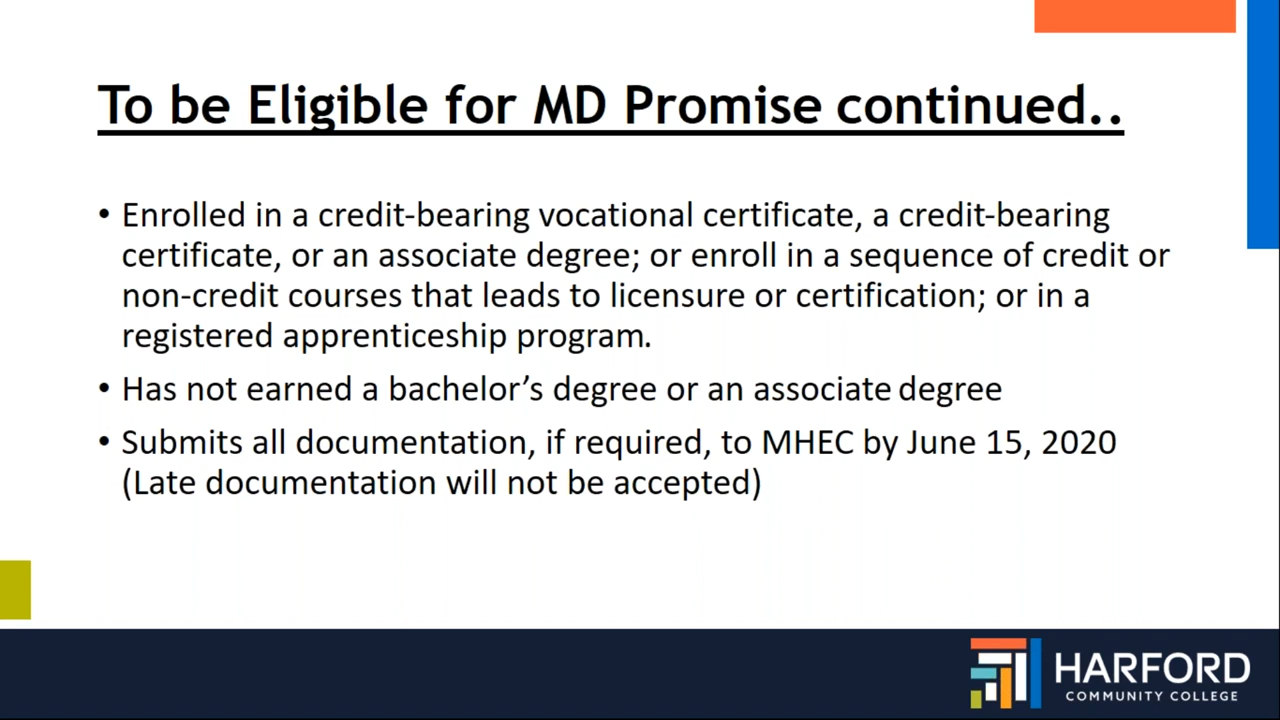 To be Eligible for MD Promise continued..
• Enrolled in a credit-bearing vocational certificate, a credit-bearing
certificate, or an associate degree; or enroll in a sequence of credit or
non-credit courses that leads to licensure or certification; or in a
registered apprenticeship program.
• Has not earned a bachelor’s degree or an associate degree
• Submits all documentation, if required, to MHEC by June 15, 2020
(Late documentation will not be accepted)
HARFORD
COMMUNITY COLLEGE